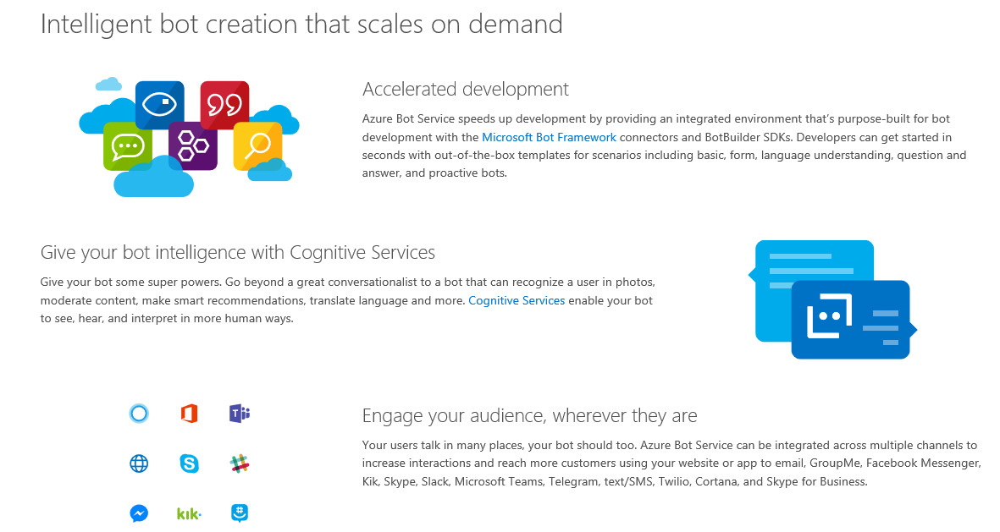 Intelligent bot creation that scales on demand
Accelerated development
Azure Bot Service speeds up development by providing an integrated environment that's purpose-built for bot
development with the Microsoft Bot Framework connectors and BotBuilder SDKs. Developers can get started in
seconds with out-of-the-box templates for scenarios including basic, form, language understanding, question and
answer, and proactive bots.
Give your bot intelligence with Cognitive Services
Give your bot some super powers. Go beyond a great conversationalist to a bot that can recognize a user in photos,
moderate content, make smart recommendations, translate language and more. Cognitive Services enable your bot
to see, hear, and interpret in more human ways.
T
S
kik
#
Engage your audience, wherever they are
Your users talk in many places, your bot should too. Azure Bot Service can be integrated across multiple channels to
increase interactions and reach more customers using your website or app to email, GroupMe, Facebook Messenger,
Kik, Skype, Slack, Microsoft Teams, Telegram, text/SMS, Twilio, Cortana, and Skype for Business.